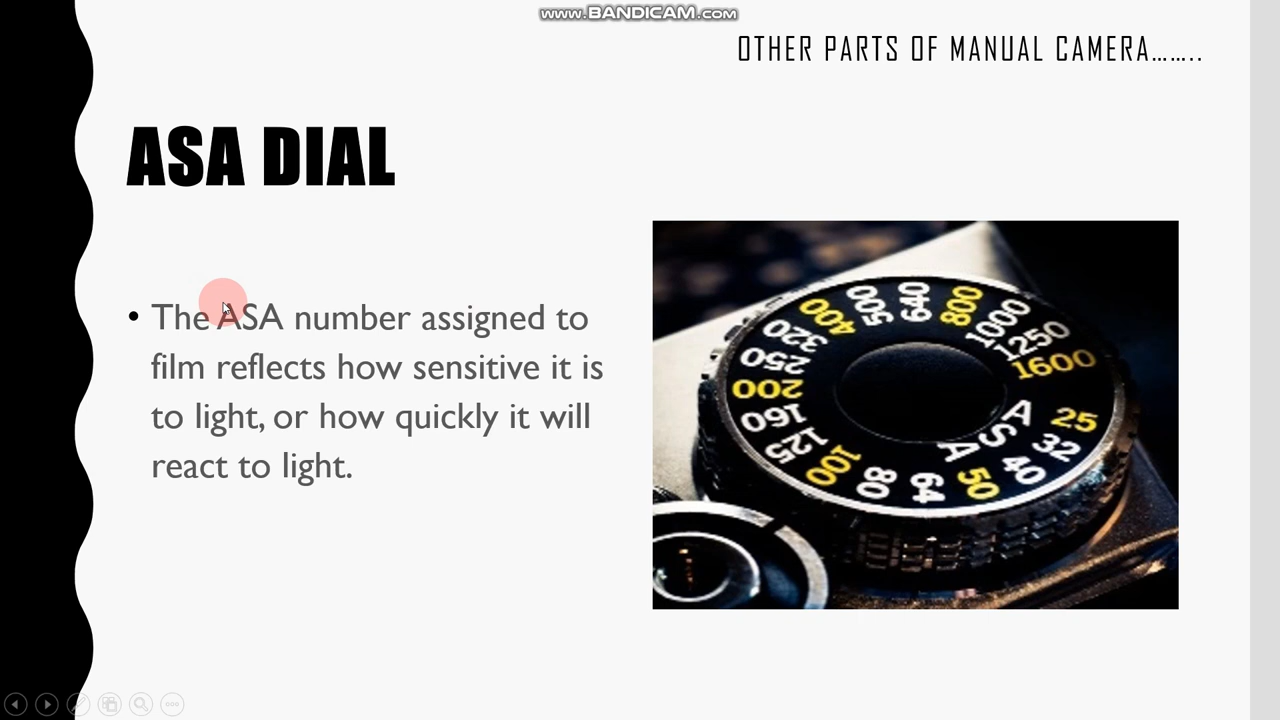 www.BANDICAM.com
OTHER PARTS OF MANUAL CAMERA……..
ASA DIAL
• The ASA number assigned to
film reflects how sensitive it is
to light, or how quickly it will
react to light.
400
500
640
800
1000
1250
1600
320
250
200
160
125
100
80
64
50
40
32
25
ASA